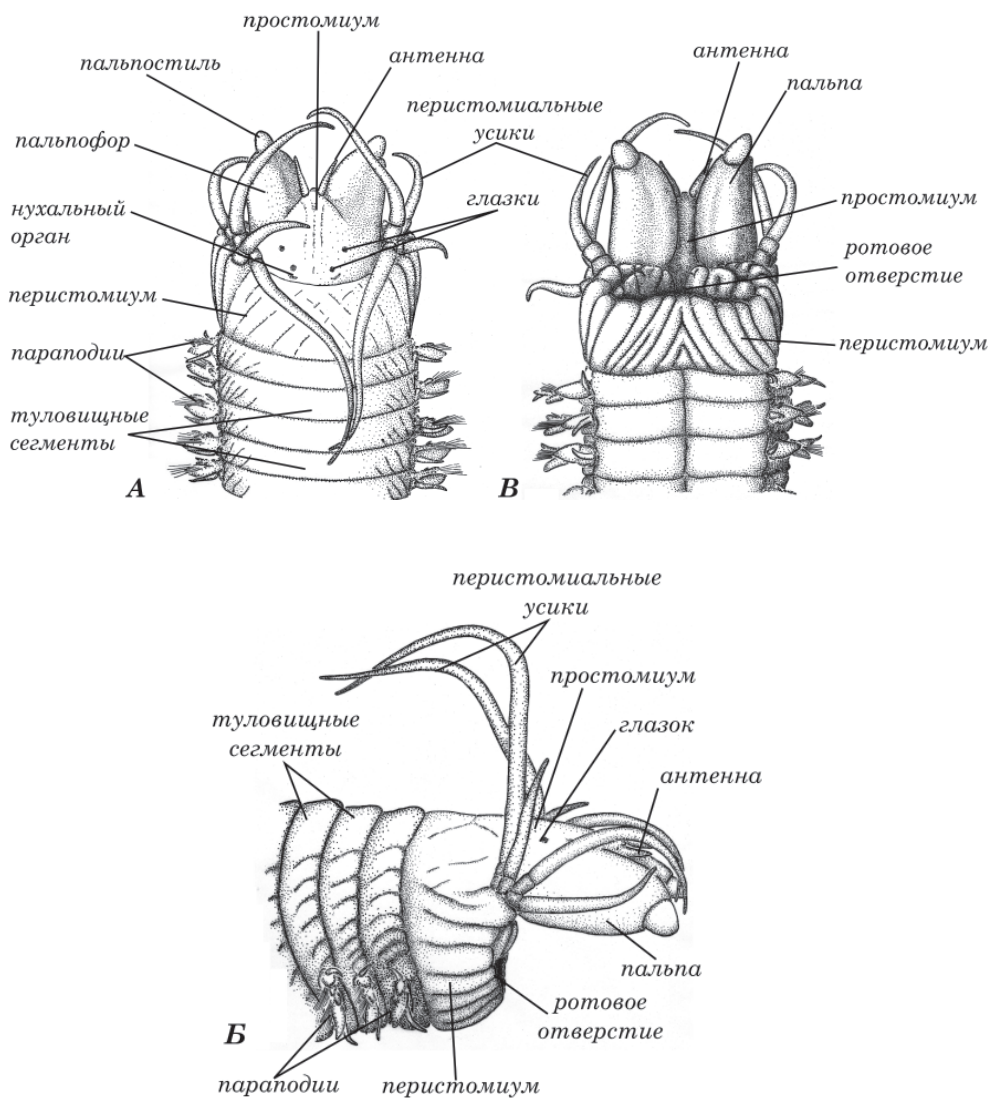 простомиум
антенна
пальпостиль
перистомиальные
усики
пальпофор
нухальный
орган
глазки
перистомиум
параподии
туловищные
сегменты
А
антенна
пальпа
простомиум
ротовое
отверстие
перистомиум
В
перистомиальные
усики
простомиум
туловищные
сегменты
глазок
антенна
пальпа
ротовое
отверстие
Б
параподии
перистомиум